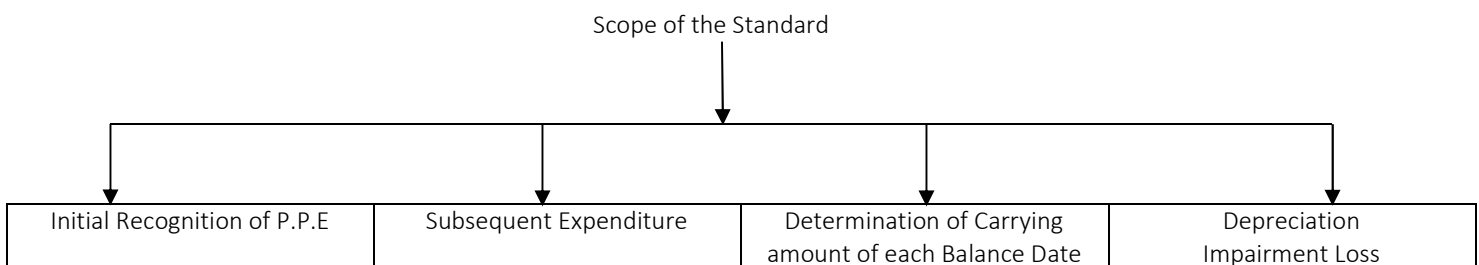 Scope of the Standard
Initial Recognition of P.P.E
Subsequent Expenditure
Determination of Carrying
amount of each Balance Date
Depreciation
Impairment Loss